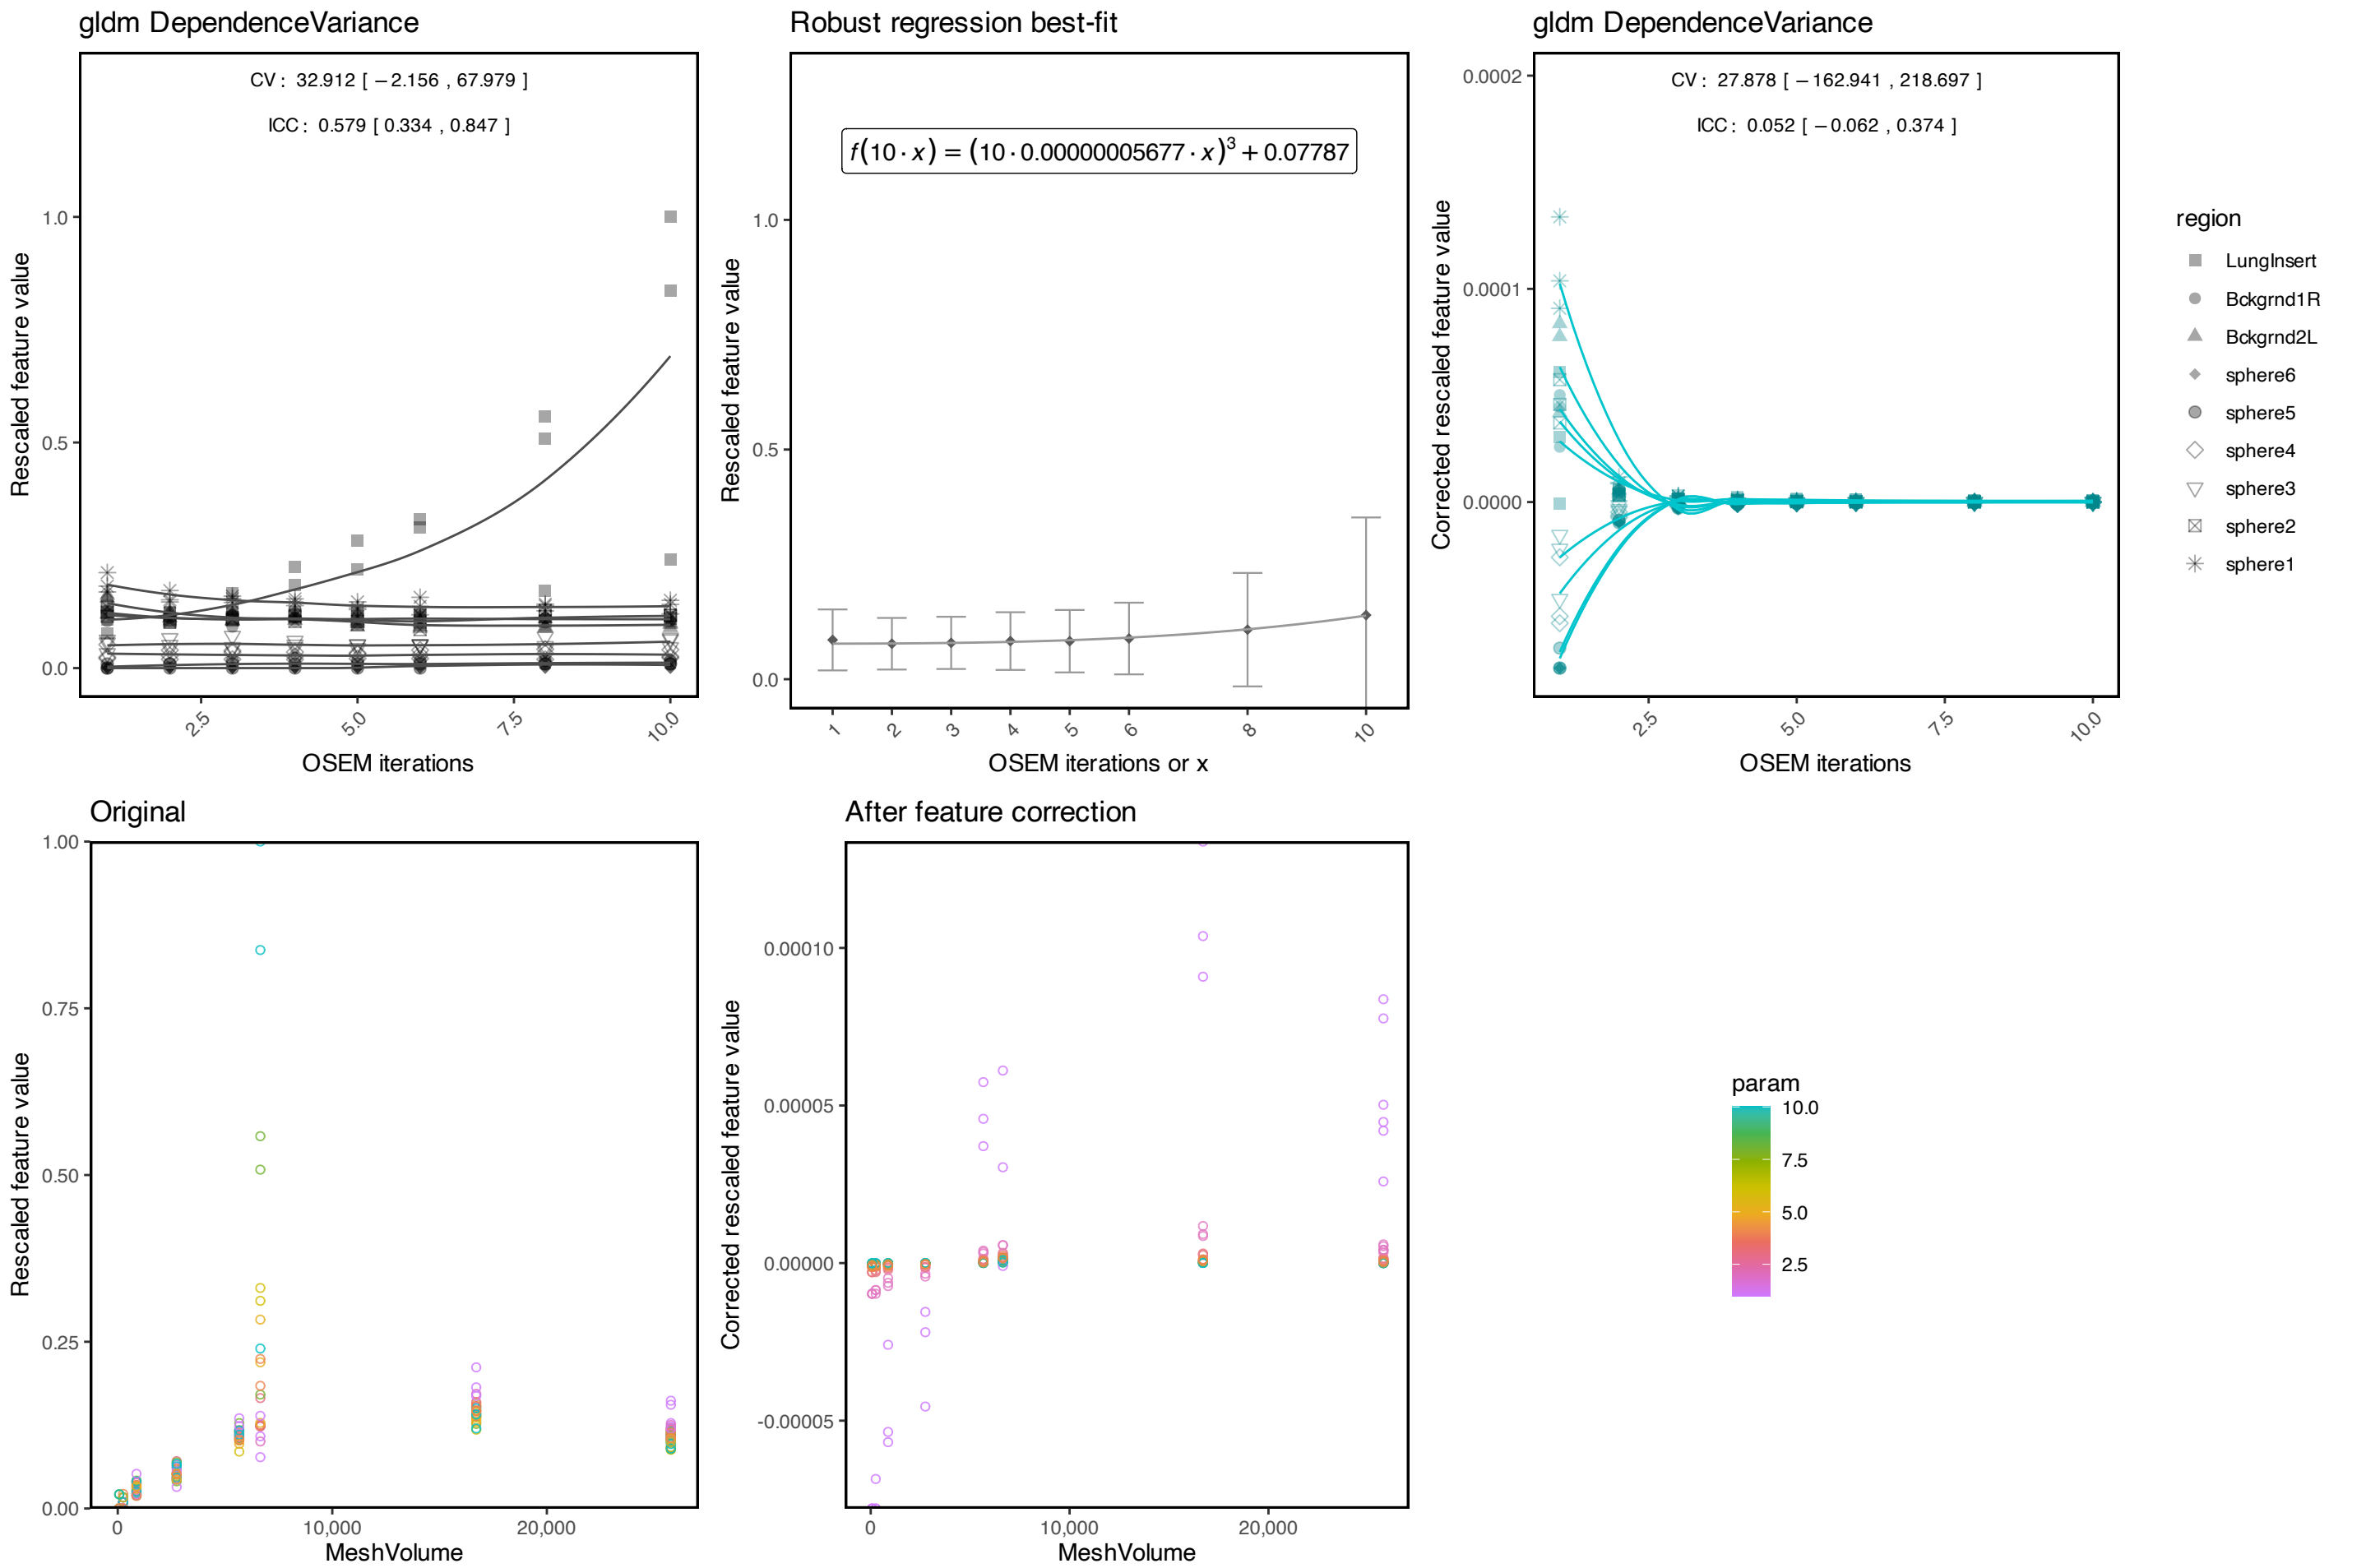 gldm DependenceVariance
CV : 32.912 [ −2.156 , 67.979 ]
ICC : 0.579 [ 0.334 , 0.847 ]
Rescaled feature value
1.0
0.5
0.0
2.5
5.0
7.5
10.0
OSEM iterations
Robust regression best-fit
f(10 · x) = (10 · 0.00000005677 · x)³ + 0.07787
Rescaled feature value
1.0
0.5
0.0
1
2
3
4
5
6
8
10
OSEM iterations or x
gldm DependenceVariance
CV : 27.878 [ −162.941 , 218.697 ]
ICC : 0.052 [ −0.062 , 0.374 ]
Corrected rescaled feature value
0.0002
0.0001
0.0000
2.5
5.0
7.5
10.0
OSEM iterations
region
LungInsert
Bckgrnd1R
Bckgrnd2L
sphere6
sphere5
sphere4
sphere3
sphere2
sphere1
Original
Rescaled feature value
1.00
0.75
0.50
0.25
0.00
0
10,000
20,000
MeshVolume
After feature correction
Corrected rescaled feature value
0.00010
0.00005
0.00000
-0.00005
0
10,000
20,000
MeshVolume
param
10.0
7.5
5.0
2.5